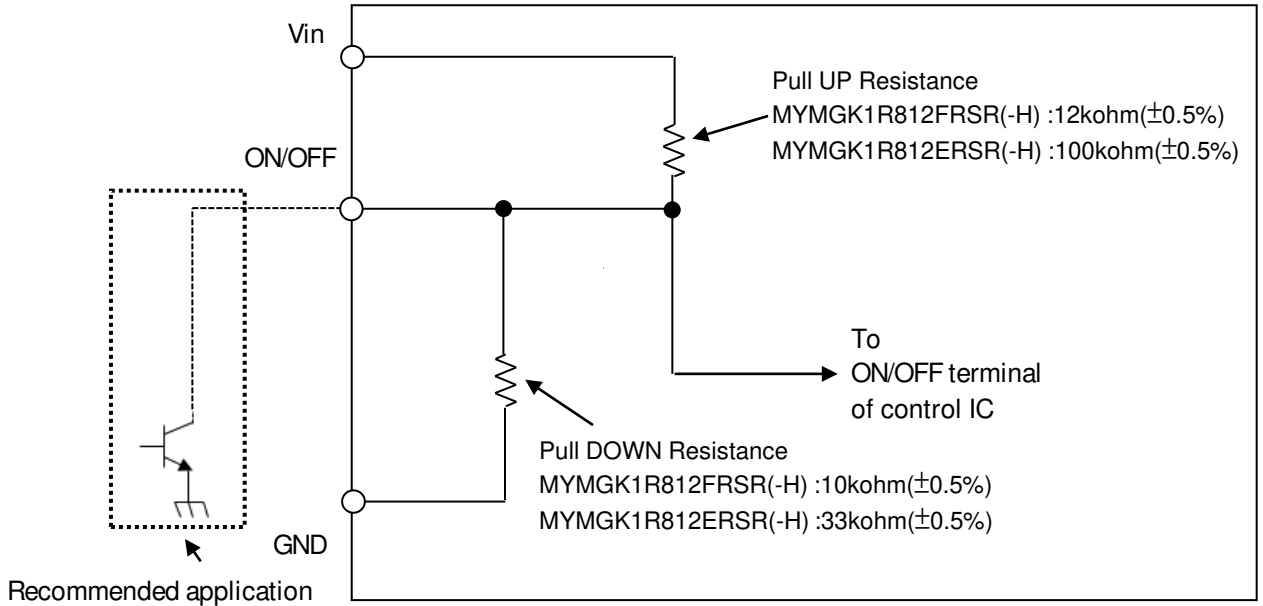 Vin
Pull UP Resistance
MYMGK1R812FRSR(-H) :12kohm(±0.5%)
MYMGK1R812ERSR(-H) :100kohm(±0.5%)
ON/OFF
To
ON/OFF terminal
of control IC
Pull DOWN Resistance
MYMGK1R812FRSR(-H) :10kohm(±0.5%)
MYMGK1R812ERSR(-H) :33kohm(±0.5%)
GND
Recommended application